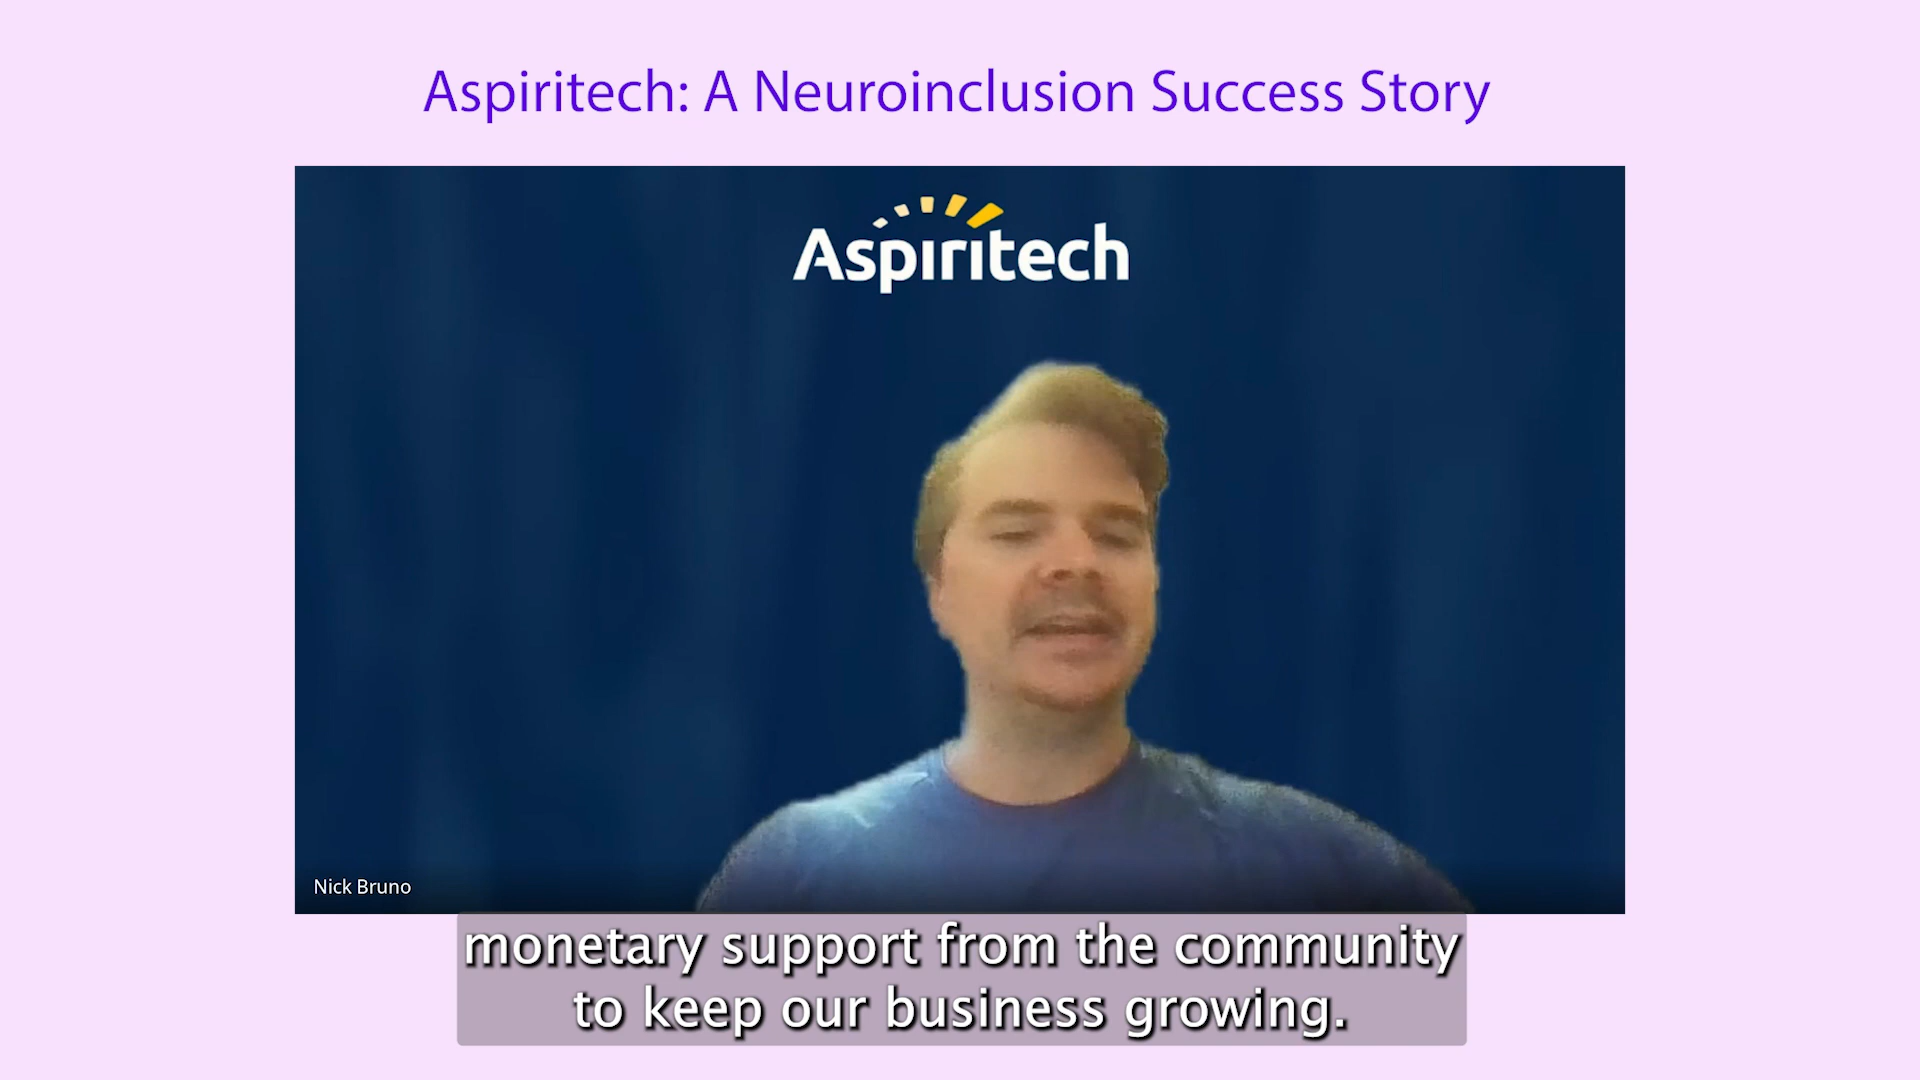 Aspiritech: A Neuroinclusion Success Story
Aspiritech
Nick Bruno
monetary support from the community
to keep our business growing.